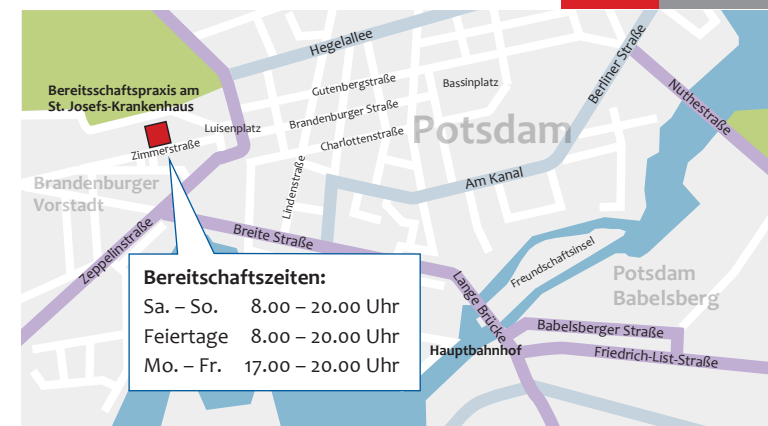 Hegelallee
Berliner Straße
Nuthestraße
Gutenbergstraße
Bassinplatz
Bereitsschaftspraxis am
St. Josefs-Krankenhaus
Brandenburger Straße
Luisenplatz
Charlottenstraße
Potsdam
Zimmerstraße
Am Kanal
Brandenburger
Vorstadt
Lindenstraße
Zeppelinstraße
Breite Straße
Freundschaftsinsel
Potsdam
Babelsberg
Lange Brücke
Bereitschaftszeiten:
Sa. – So. 8.00 – 20.00 Uhr
Feiertage 8.00 – 20.00 Uhr
Mo. – Fr. 17.00 – 20.00 Uhr
Babelsberger Straße
Hauptbahnhof
Friedrich-List-Straße